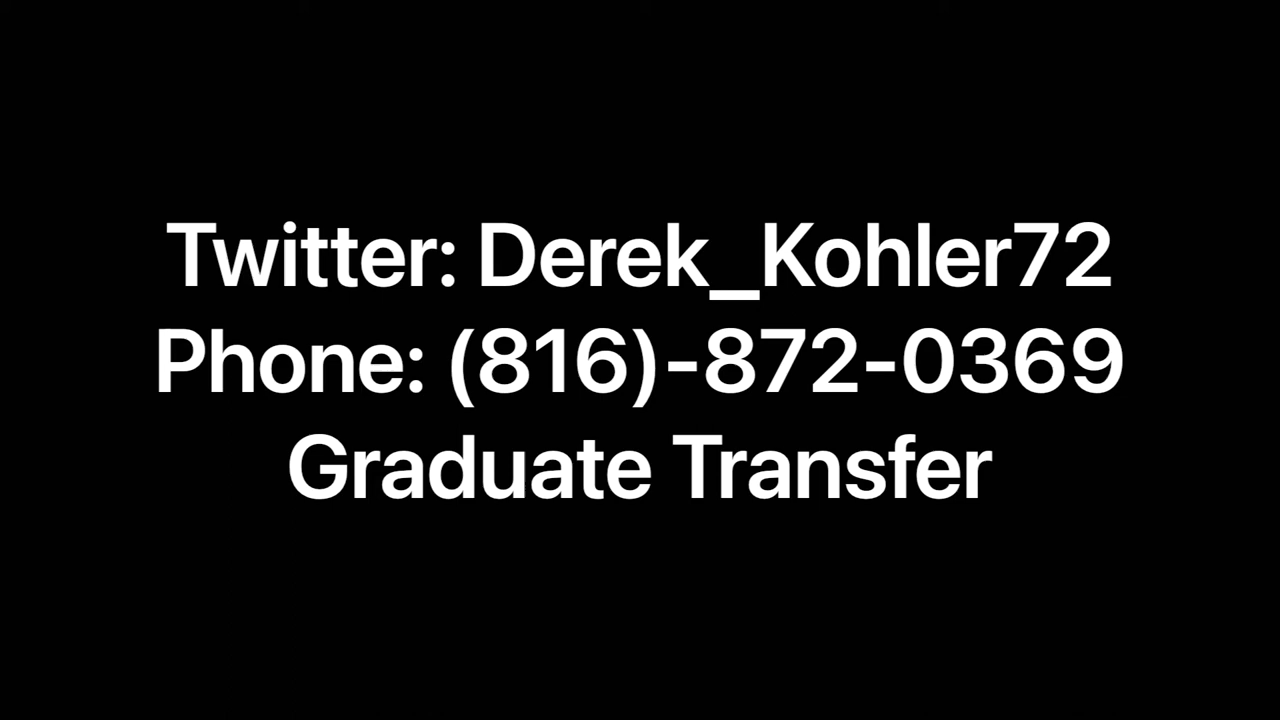 Twitter: Derek_Kohler72
Phone: (816)-872-0369
Graduate Transfer